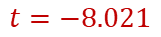 t = −8.021